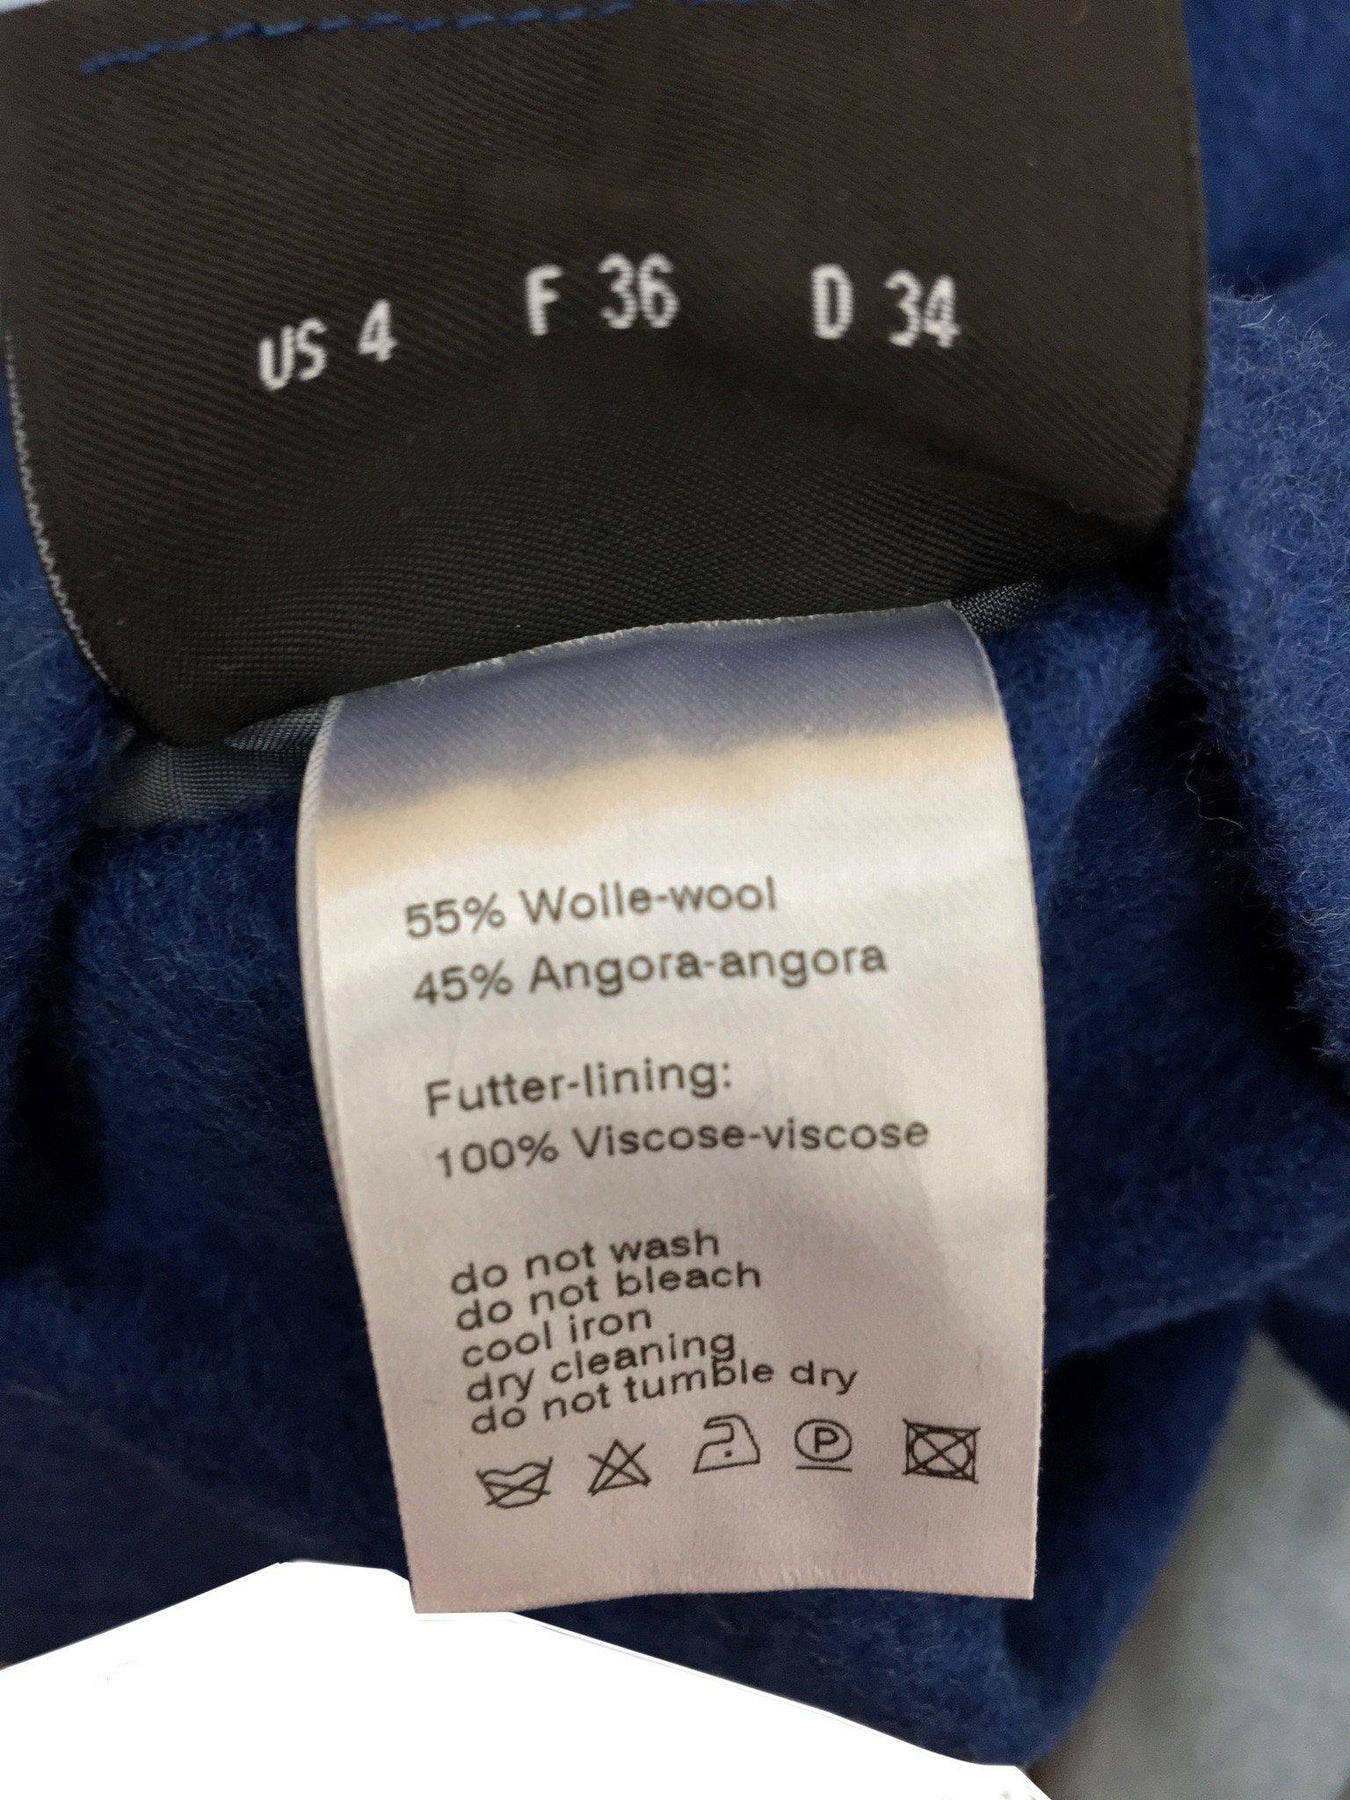 US 4 F 36 D 34
55% Wolle-wool
45% Angora-angora
Futter-lining:
100% Viscose-viscose
do not wash
do not bleach
cool iron
dry cleaning
do not tumble dry
P